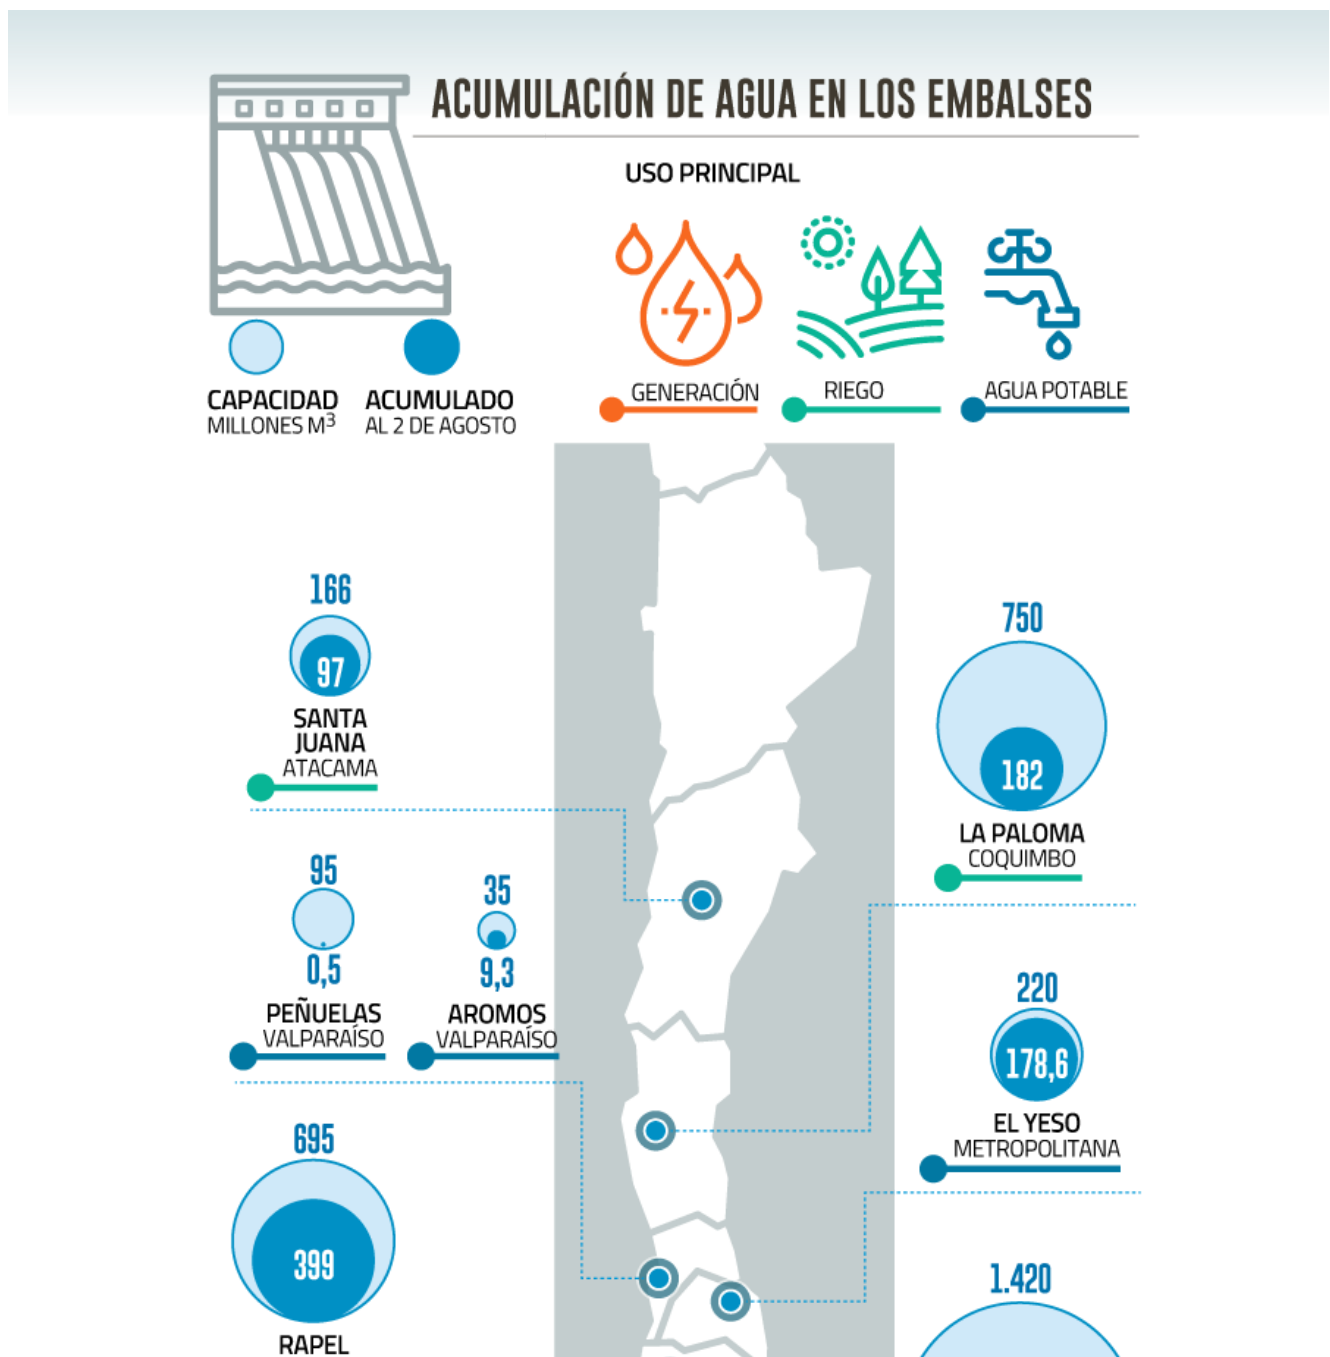 ACUMULACIÓN DE AGUA EN LOS EMBALSES
USO PRINCIPAL
GENERACIÓN
RIEGO
AGUA POTABLE
CAPACIDAD
MILLONES M³
ACUMULADO
AL 2 DE AGOSTO
166
97
SANTA
JUANA
ATACAMA
750
182
LA PALOMA
COQUIMBO
95
0,5
PEÑUELAS
VALPARAÍSO
35
9,3
AROMOS
VALPARAÍSO
220
178,6
EL YESO
METROPOLITANA
695
399
RAPEL
1.420